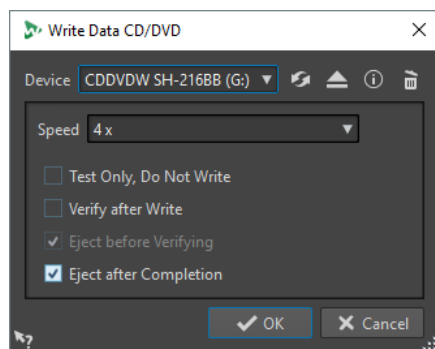 Write Data CD/DVD
Device CDDVDW SH-216BB (G:)
Speed 4 x
Test Only, Do Not Write
Verify after Write
Eject before Verifying
Eject after Completion
OK Cancel